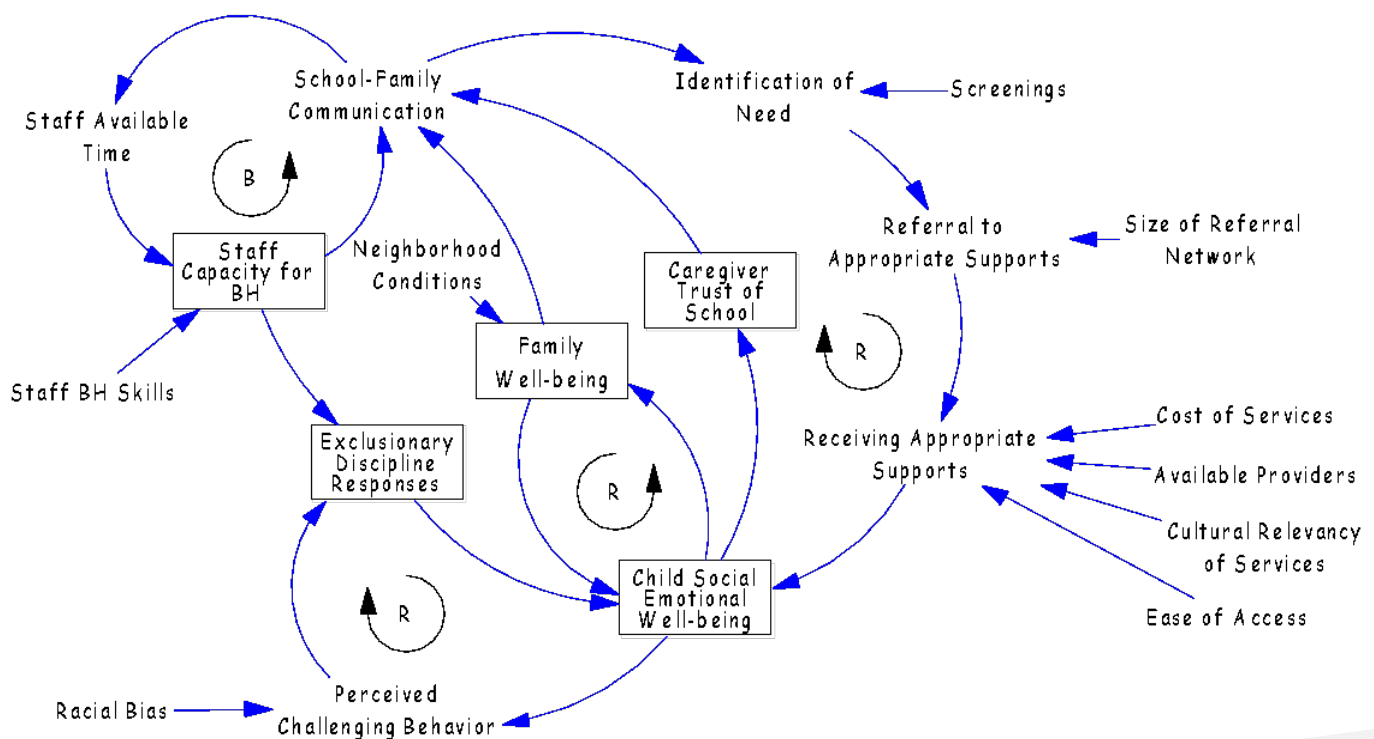 School-Family
Communication
Identification of
Need
Screenings
Staff Available
Time
B
Staff
Capacity for
BH
Neighborhood
Conditions
Caregiver
Trust of
School
Referral to
Appropriate Supports
Size of Referral
Network
R
Family
Well-being
Staff BH Skills
Exclusionary
Discipline
Responses
Receiving Appropriate
Supports
Cost of Services
Available Providers
Cultural Relevancy
of Services
Ease of Access
R
Child Social
Emotional
Well-being
R
Racial Bias
Perceived
Challenging Behavior